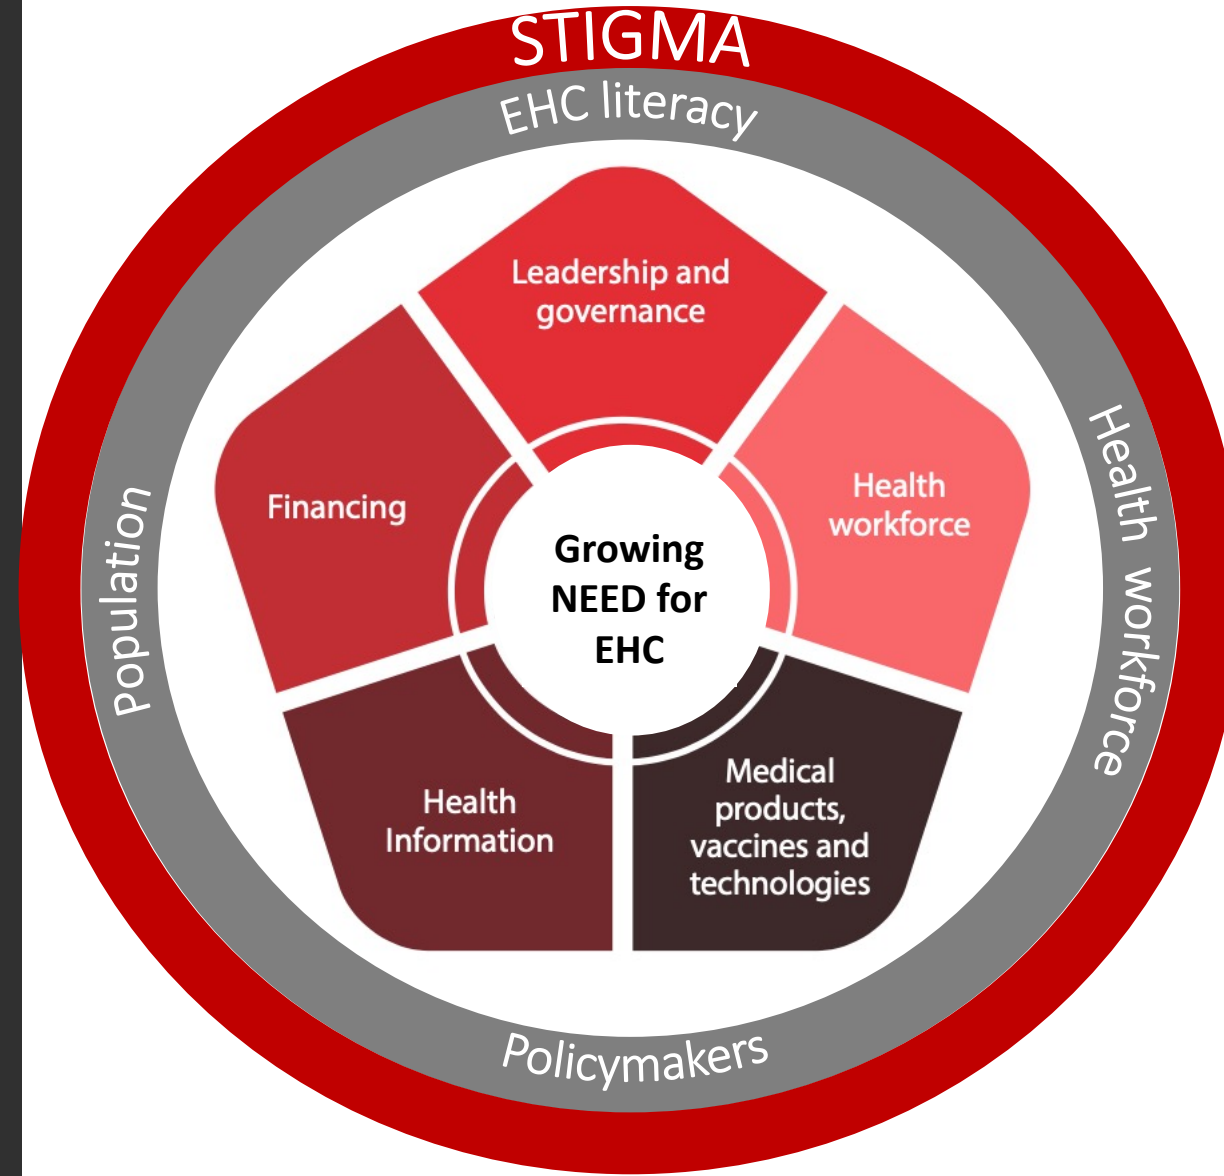 STIGMA
EHC literacy
Leadership and
governance
Financing
Health
workforce
Growing
NEED for
EHC
Population
Health workforce
Health
Information
Medical
products,
vaccines and
technologies
Policymakers